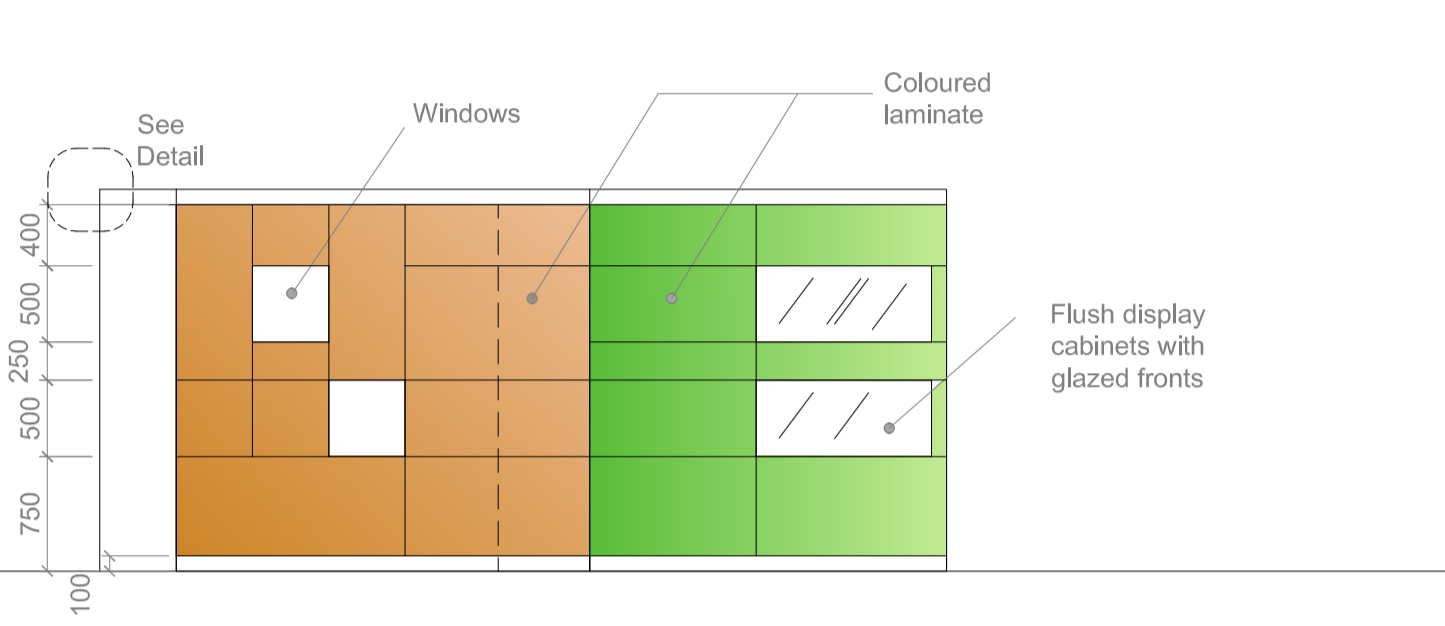 See
Detail
Windows
Coloured
laminate
Flush display
cabinets with
glazed fronts
400
500
250
500
750
100